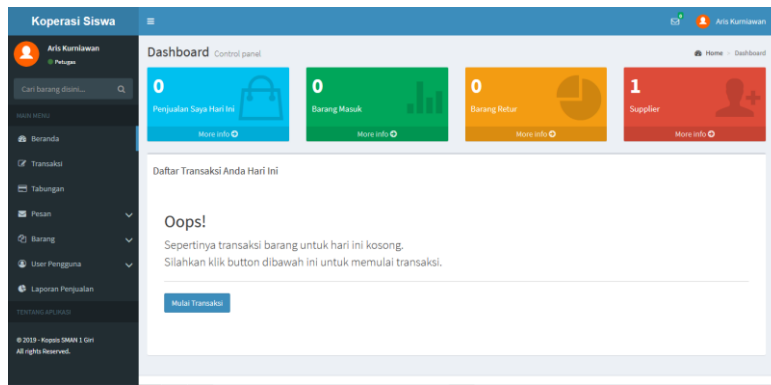 Koperasi Siswa
0
Aris Kurniawan
Aris Kurniawan
Petugas
Cari barang disini...
MAIN MENU
Beranda
Transaksi
Tabungan
Pesan
Barang
User Pengguna
Laporan Penjualan
TENTANG APLIKASI
© 2019 - Kopsis SMAN 1 Giri
All rights Reserved.
Dashboard Control panel
Home > Dashboard
0
Penjualan Saya Hari Ini
More info
0
Barang Masuk
More info
0
Barang Retur
More info
1
Supplier
More info
Daftar Transaksi Anda Hari Ini
Oops!
Sepertinya transaksi barang untuk hari ini kosong.
Silahkan klik button dibawah ini untuk memulai transaksi.
Mulai Transaksi